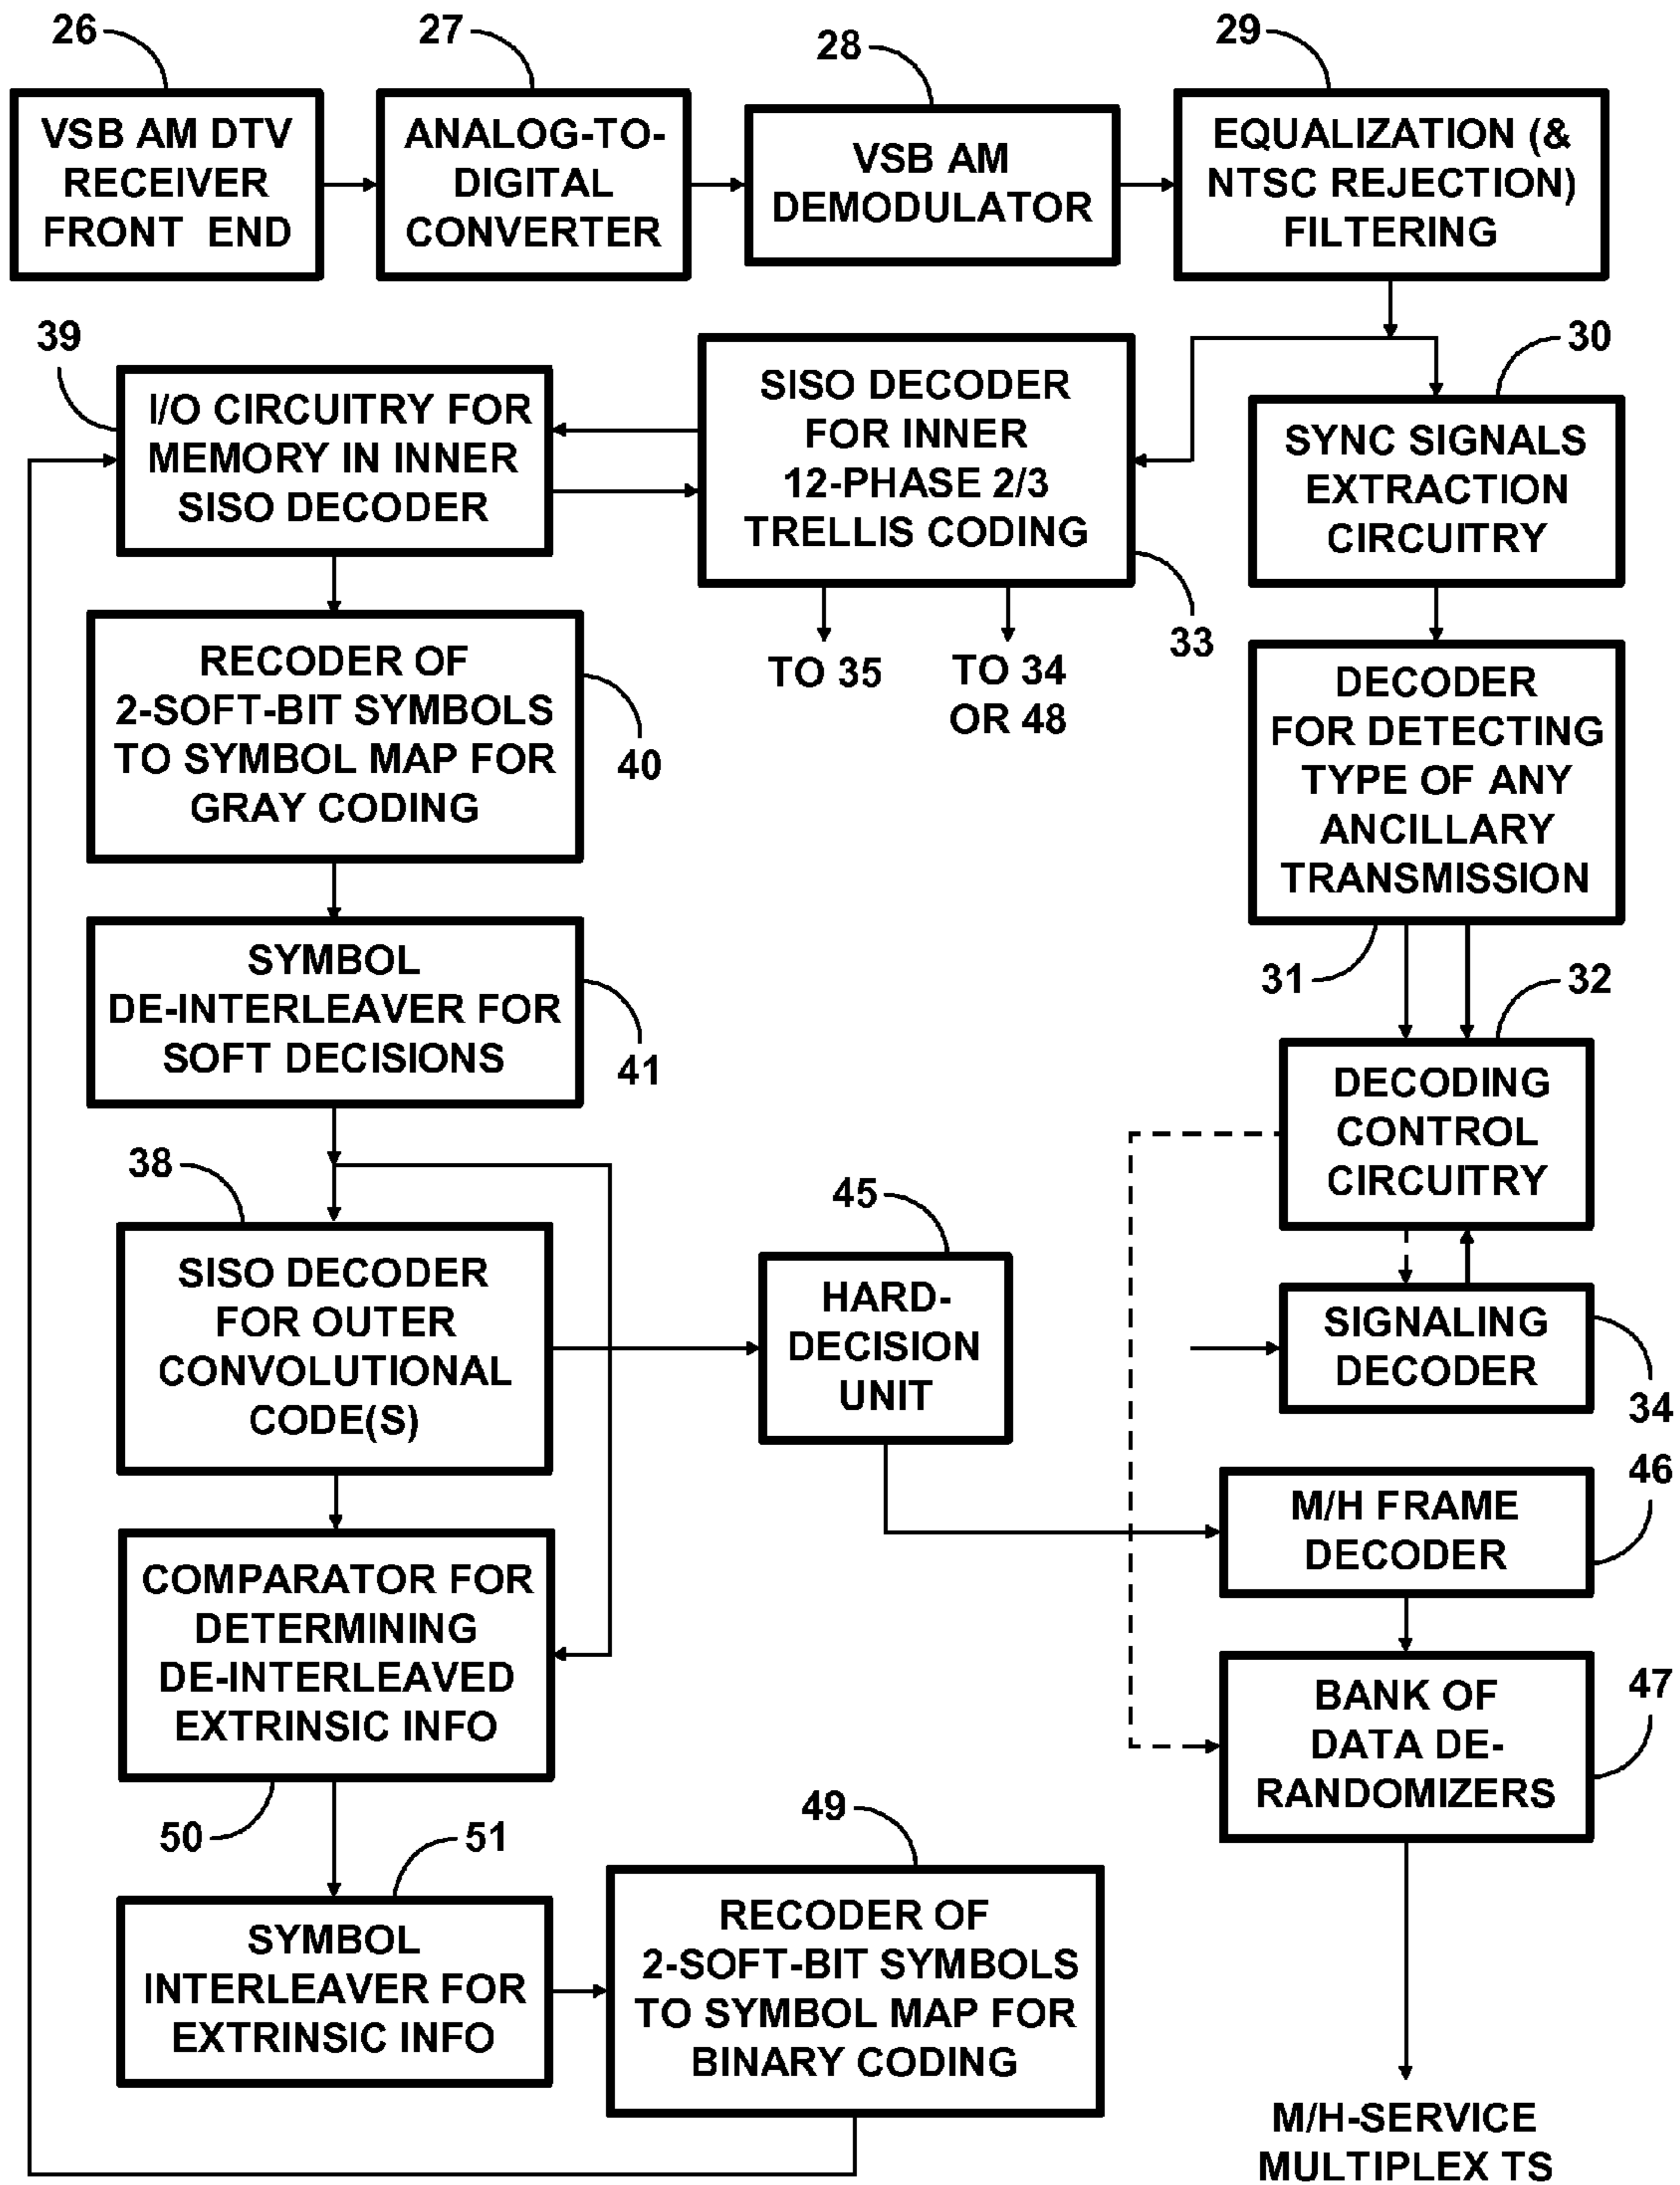 26
27
28
29
VSB AM DTV
RECEIVER
FRONT END
ANALOG-TO-
DIGITAL
CONVERTER
VSB AM
DEMODULATOR
EQUALIZATION (&
NTSC REJECTION)
FILTERING
39
I/O CIRCUITRY FOR
MEMORY IN INNER
SISO DECODER
SISO DECODER
FOR INNER
12-PHASE 2/3
TRELLIS CODING
33
TO 35
TO 34
OR 48
30
SYNC SIGNALS
EXTRACTION
CIRCUITRY
RECODER OF
2-SOFT-BIT SYMBOLS
TO SYMBOL MAP FOR
GRAY CODING
40
DECODER
FOR DETECTING
TYPE OF ANY
ANCILLARY
TRANSMISSION
31
32
SYMBOL
DE-INTERLEAVER FOR
SOFT DECISIONS
41
DECODING
CONTROL
CIRCUITRY
38
SISO DECODER
FOR OUTER
CONVOLUTIONAL
CODE(S)
45
HARD-
DECISION
UNIT
SIGNALING
DECODER
34
46
M/H FRAME
DECODER
COMPARATOR FOR
DETERMINING
DE-INTERLEAVED
EXTRINSIC INFO
50
47
BANK OF
DATA DE-
RANDOMIZERS
51
49
SYMBOL
INTERLEAVER FOR
EXTRINSIC INFO
RECODER OF
2-SOFT-BIT SYMBOLS
TO SYMBOL MAP FOR
BINARY CODING
M/H-SERVICE
MULTIPLEX TS